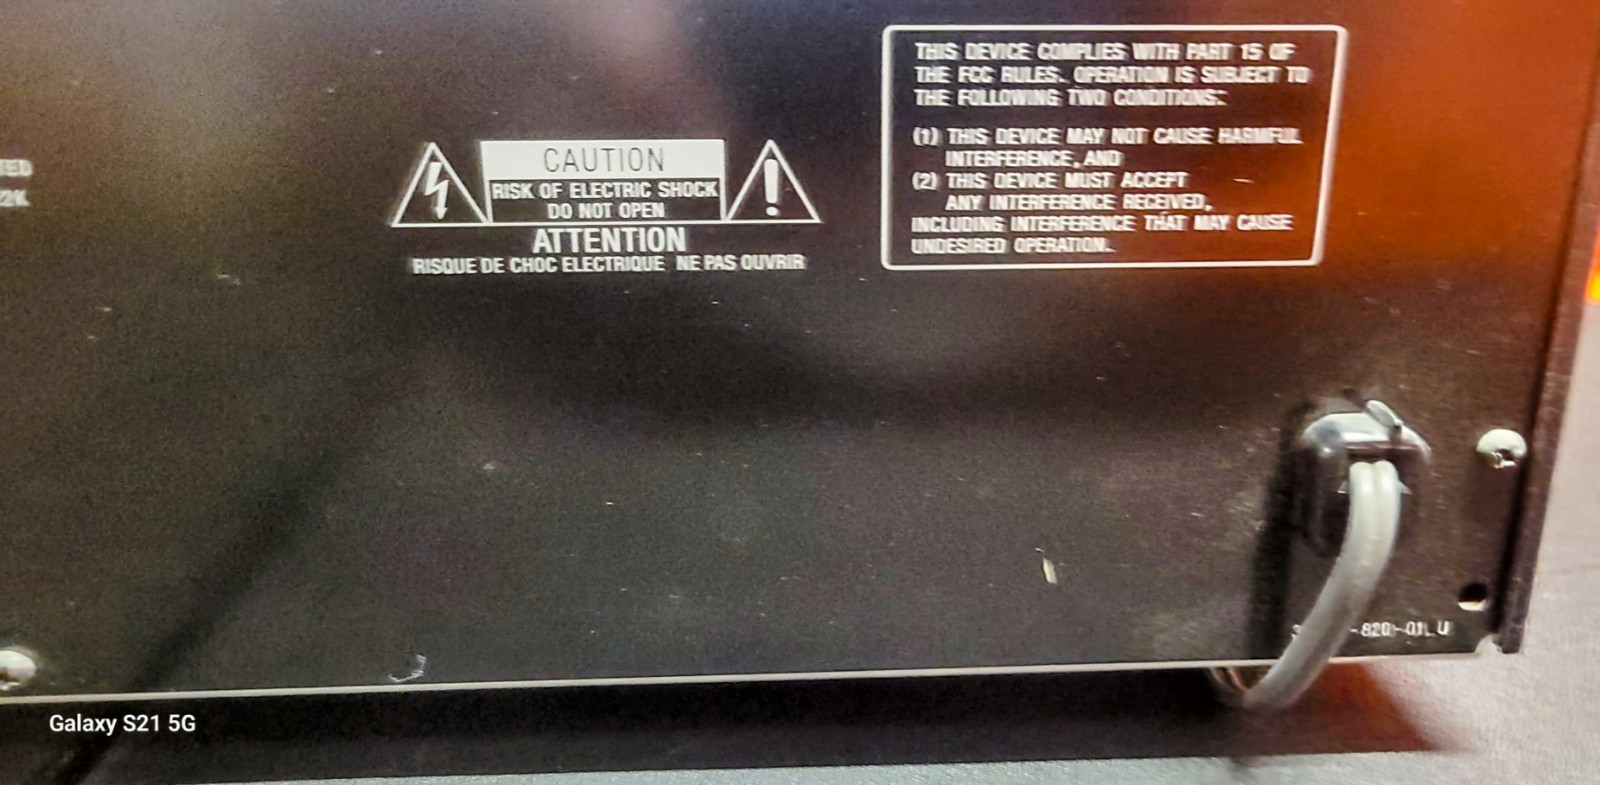 TED
2K
CAUTION
RISK OF ELECTRIC SHOCK
DO NOT OPEN
ATTENTION
RISQUE DE CHOC ELECTRIQUE NE PAS OUVRIR
THIS DEVICE COMPLIES WITH PART 15 OF
THE FCC RULES. OPERATION IS SUBJECT TO
THE FOLLOWING TWO CONDITIONS:
(1) THIS DEVICE MAY NOT CAUSE HARMFUL
INTERFERENCE, AND
(2) THIS DEVICE MUST ACCEPT
ANY INTERFERENCE RECEIVED,
INCLUDING INTERFERENCE THAT MAY CAUSE
UNDESIRED OPERATION.
Galaxy S21 5G